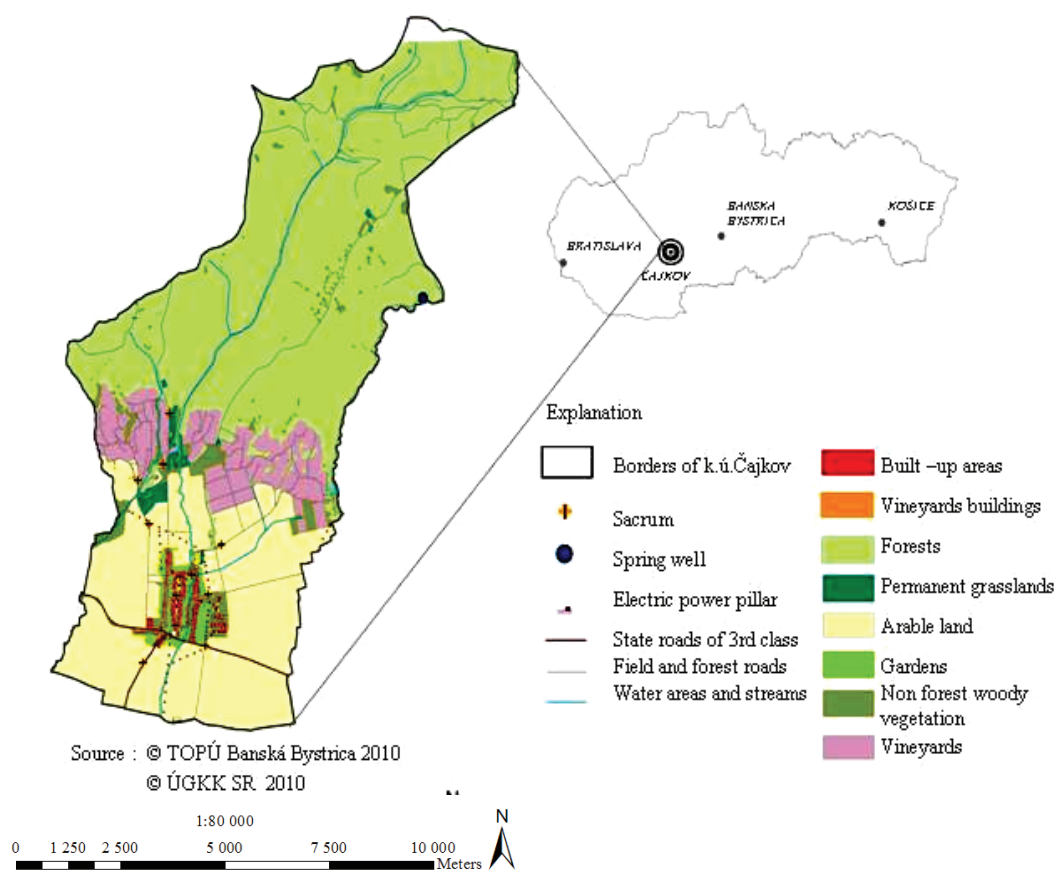 BANSKA
BYSTRICA
KOŠICE
BRATISLAVA
ČAJKOV
Explanation
Borders of k.ú.Čajkov
Sacrum
Spring well
Electric power pillar
State roads of 3rd class
Field and forest roads
Water areas and streams
Built –up areas
Vineyards buildings
Forests
Permanent grasslands
Arable land
Gardens
Non forest woody
vegetation
Vineyards
Source : © TOPÚ Banská Bystrica 2010
© ÚGKK SR 2010
1:80 000
0 1 250 2 500 5 000 7 500 10 000
Meters
N